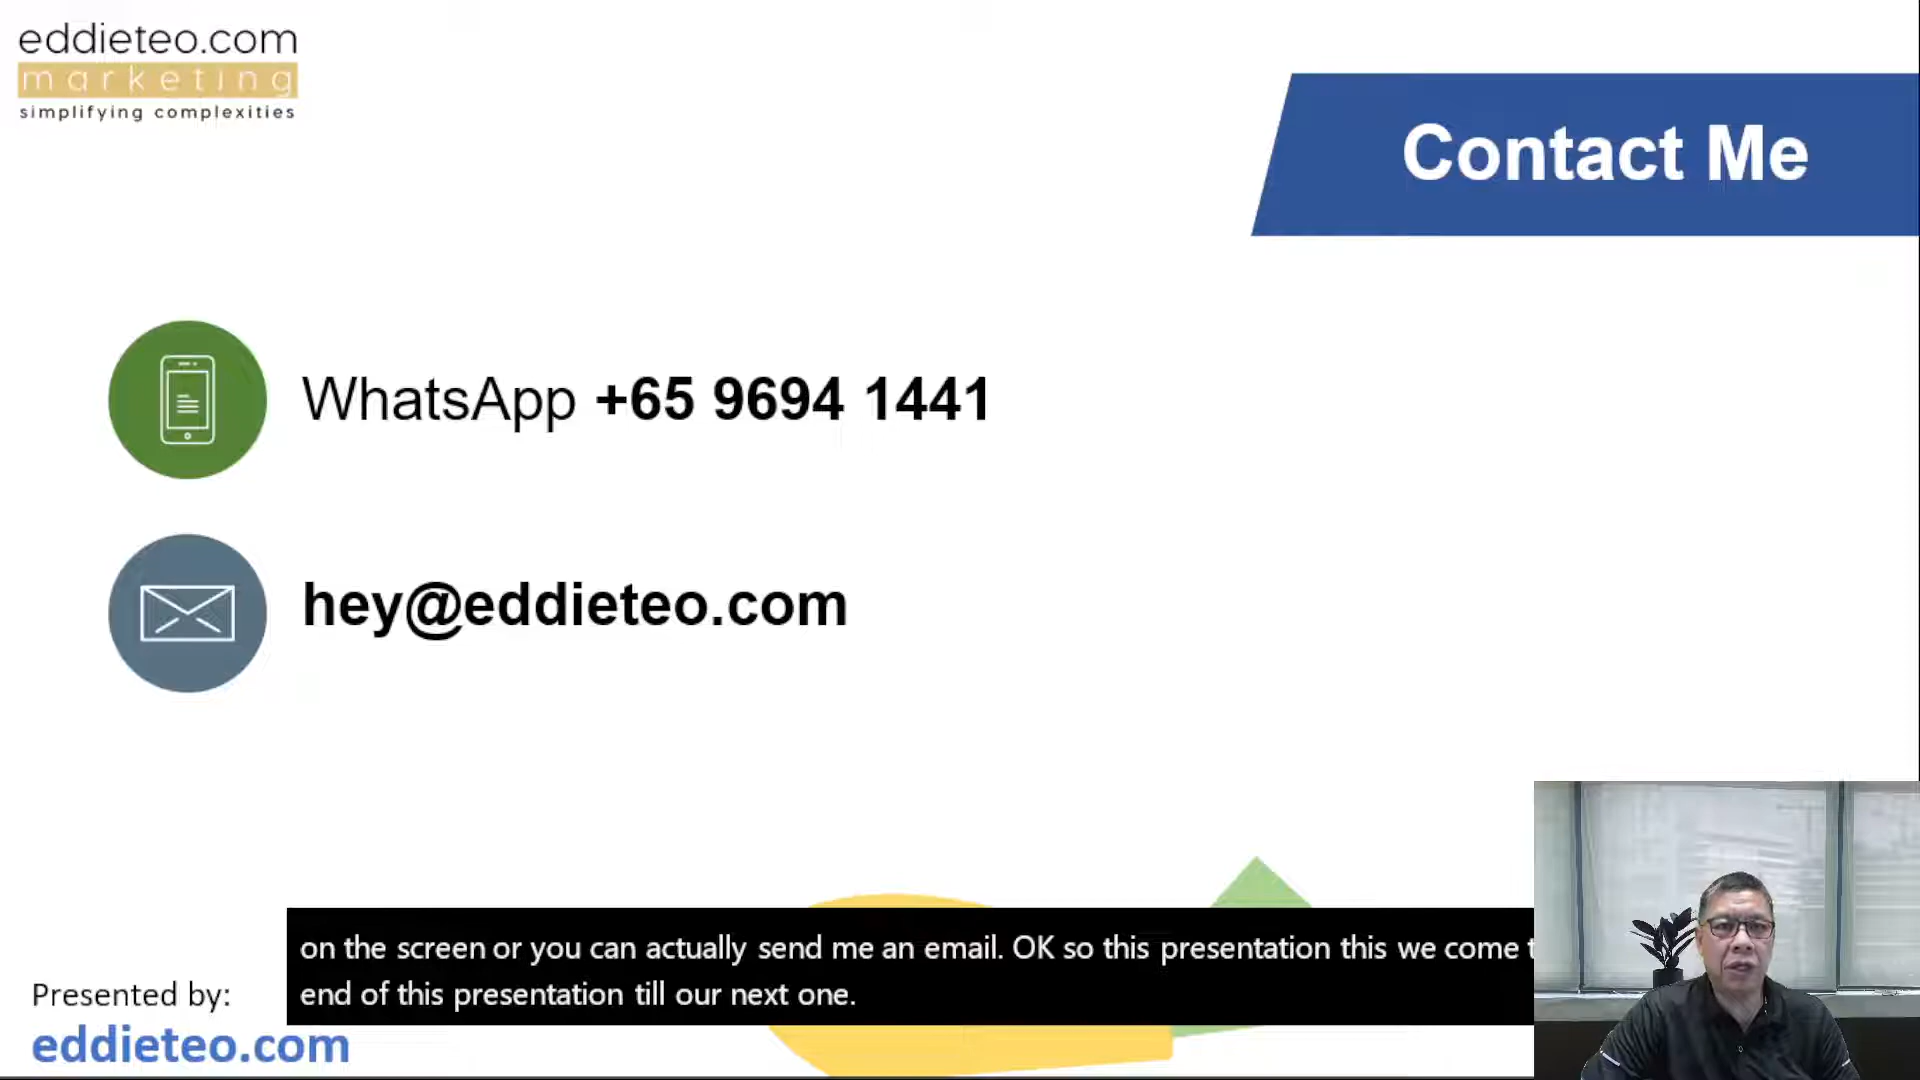 eddieteo.com
marketing
simplifying complexities
Contact Me
WhatsApp +65 9694 1441
hey@eddieteo.com
on the screen or you can actually send me an email. OK so this presentation this we come
end of this presentation till our next one.
Presented by:
eddieteo.com